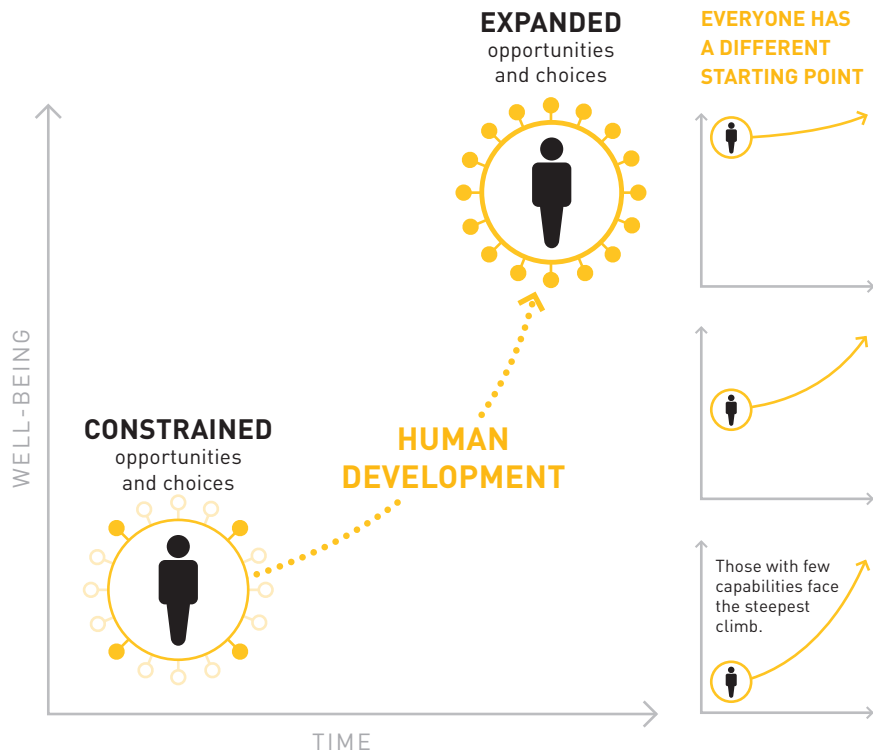 EXPANDED
opportunities
and choices
CONSTRAINED
opportunities
and choices
HUMAN
DEVELOPMENT
WELL-BEING
TIME
EVERYONE HAS
A DIFFERENT
STARTING POINT
Those with few
capabilities face
the steepest
climb.